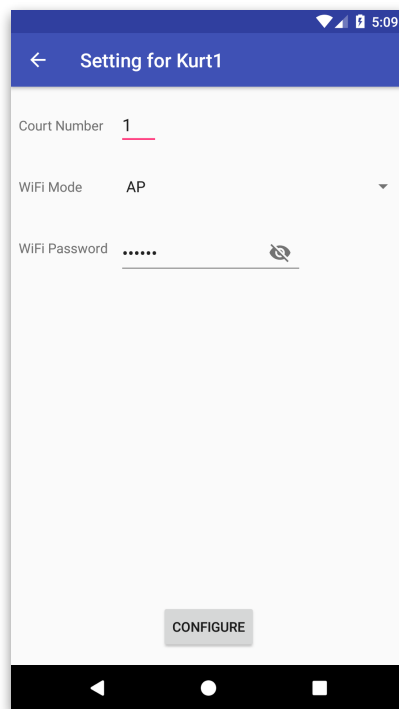 5:09
Setting for Kurt1
Court Number 1
WiFi Mode AP
WiFi Password ••••••
CONFIGURE